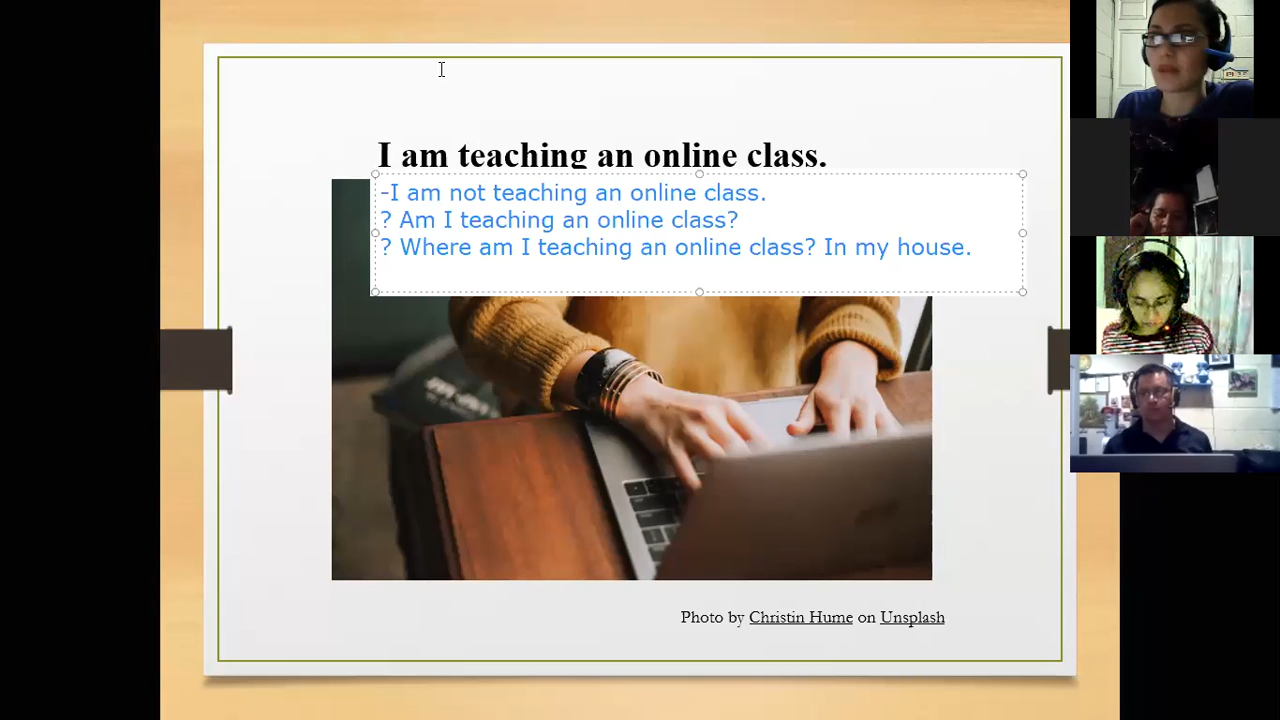 I am teaching an online class.
-I am not teaching an online class.
? Am I teaching an online class?
? Where am I teaching an online class? In my house.
Photo by Christin Hume on Unsplash